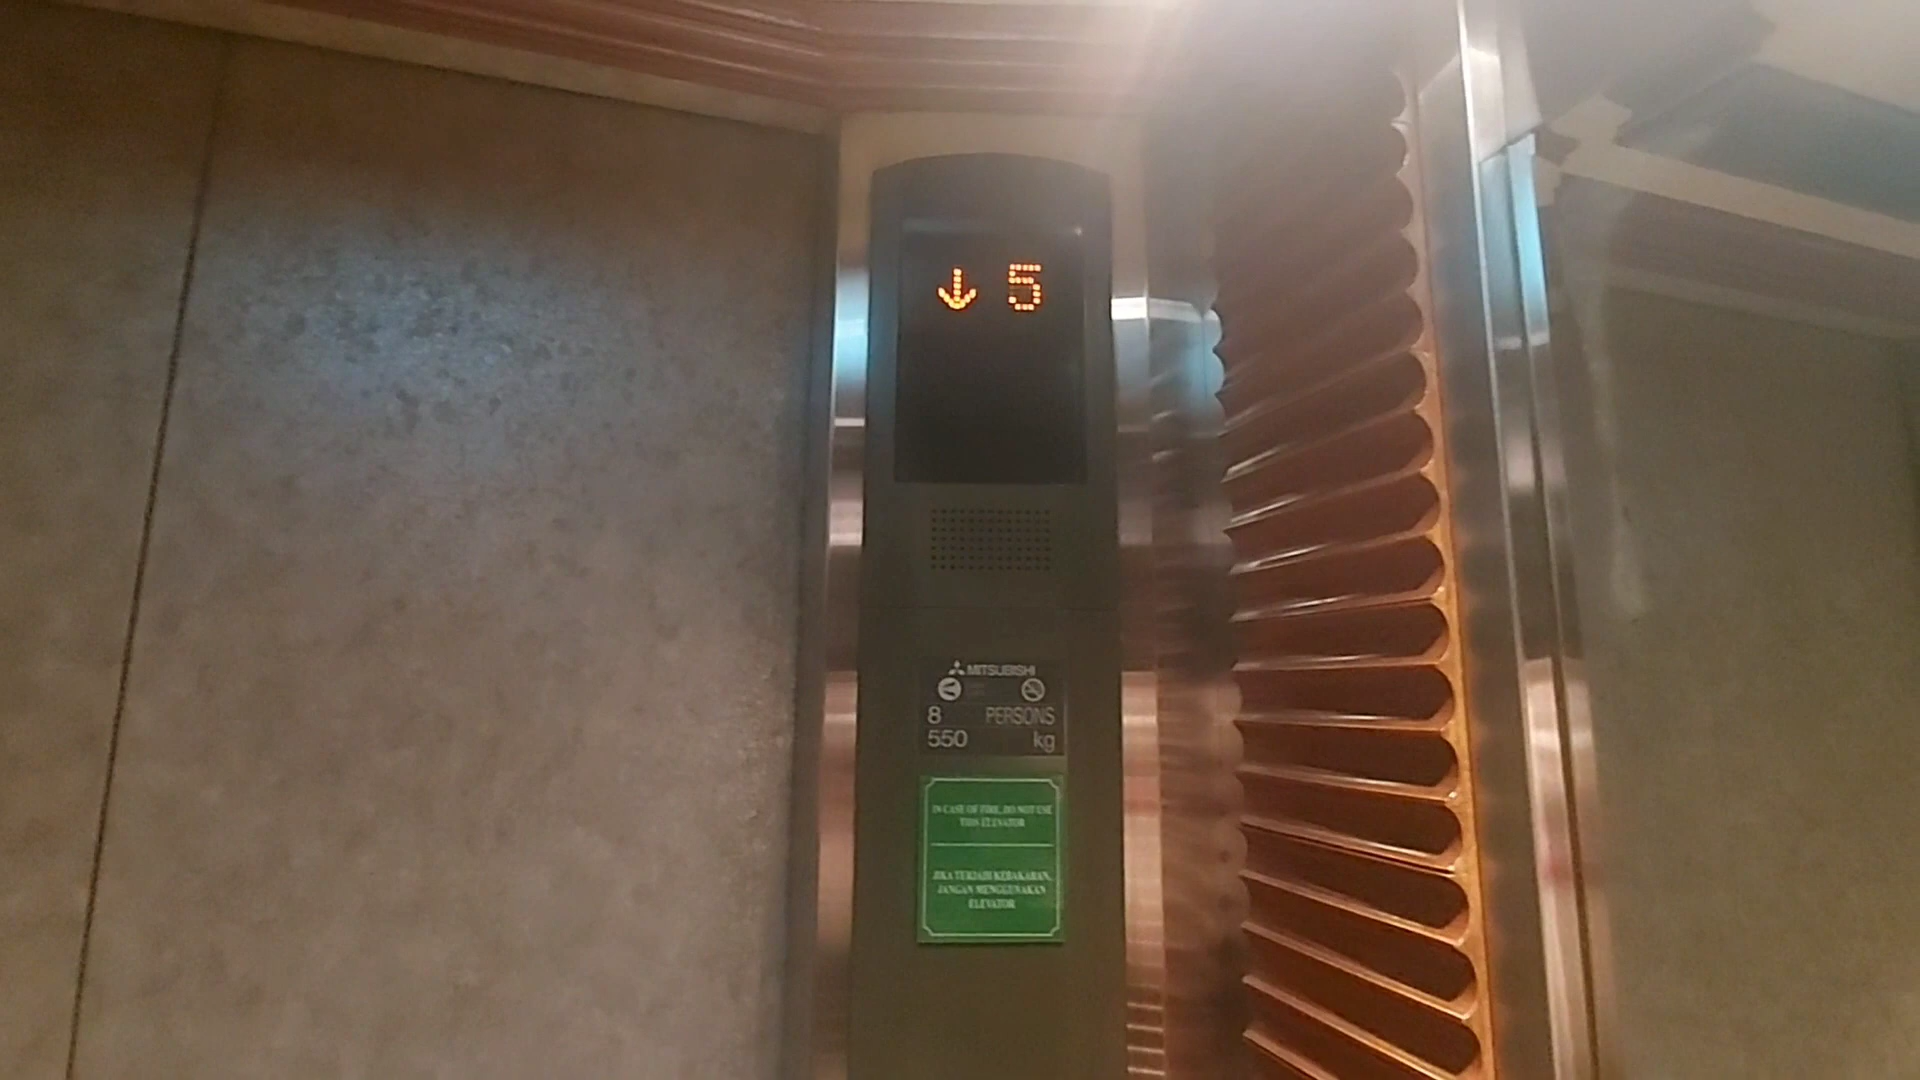 5
MITSUBISHI
8 PERSONS
550 kg
IN CASE OF FIRE, DO NOT USE
THIS ELEVATOR
JIKA TERJADI KEBAKARAN,
JANGAN MENGGUNAKAN
ELEVATOR